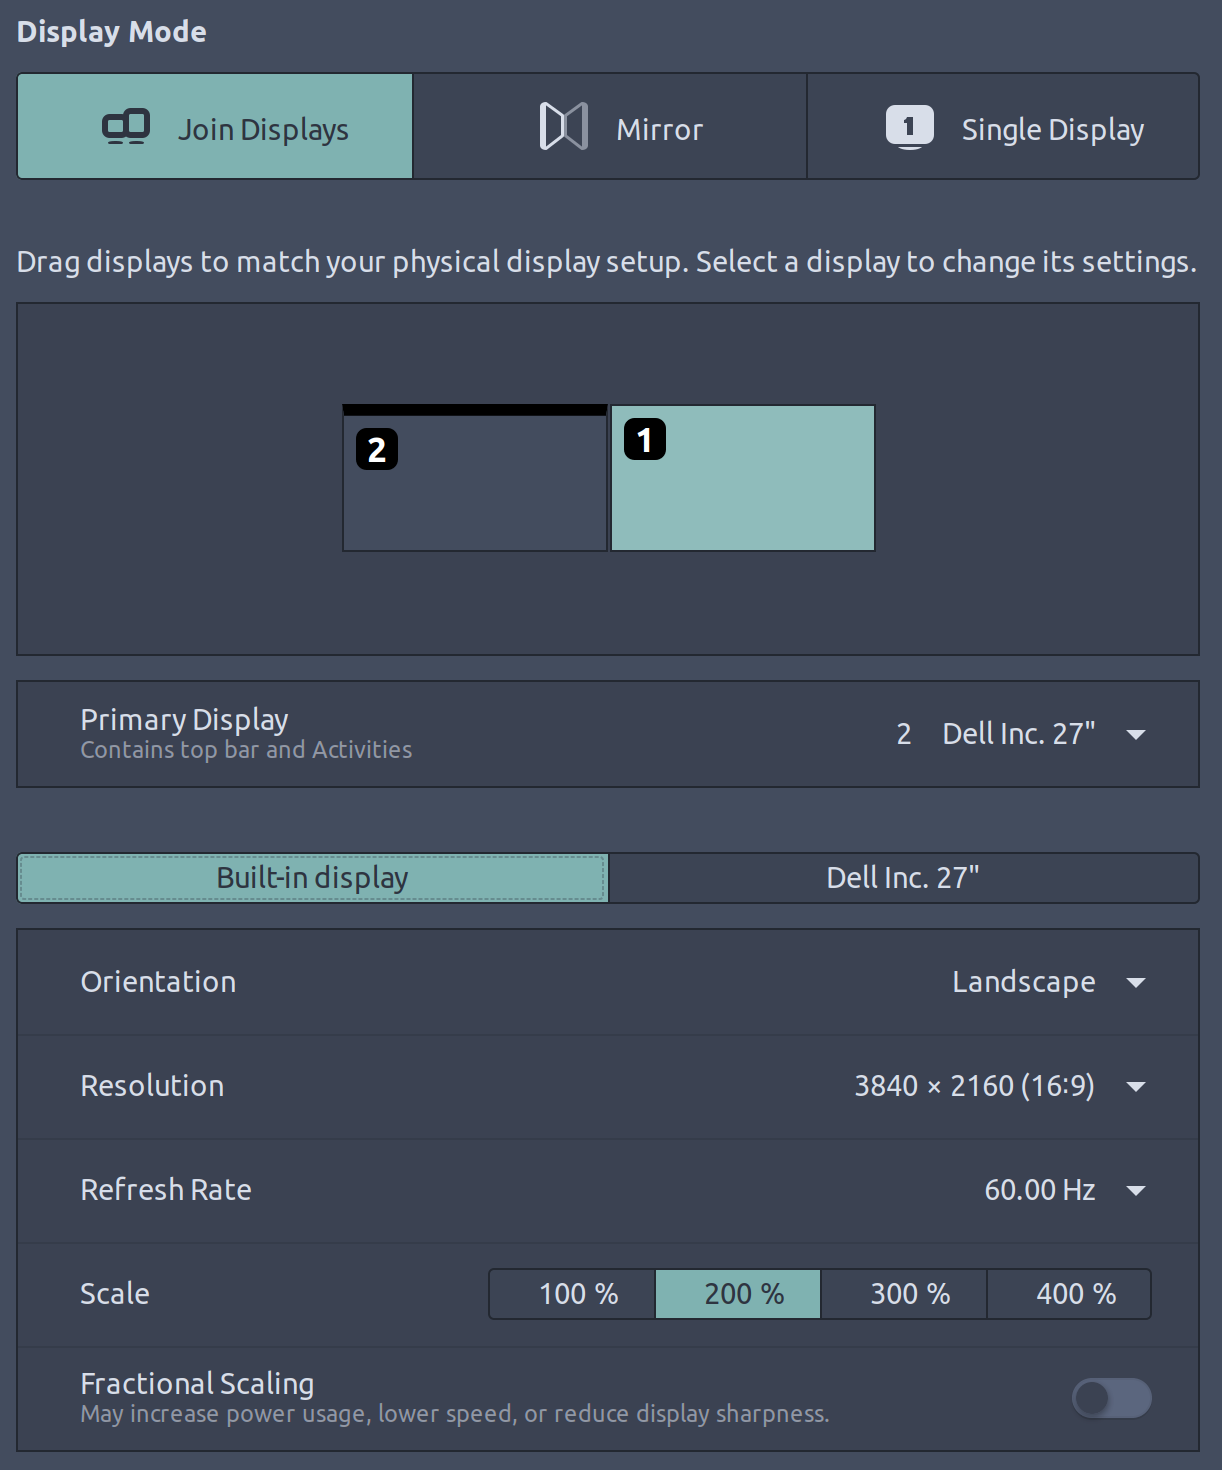 Display Mode
Join Displays
Mirror
1
Single Display
Drag displays to match your physical display setup. Select a display to change its settings.
2
1
Primary Display
Contains top bar and Activities
2 Dell Inc. 27"
Built-in display
Dell Inc. 27"
Orientation
Landscape
Resolution
3840 × 2160 (16:9)
Refresh Rate
60.00 Hz
Scale
100 %
200 %
300 %
400 %
Fractional Scaling
May increase power usage, lower speed, or reduce display sharpness.